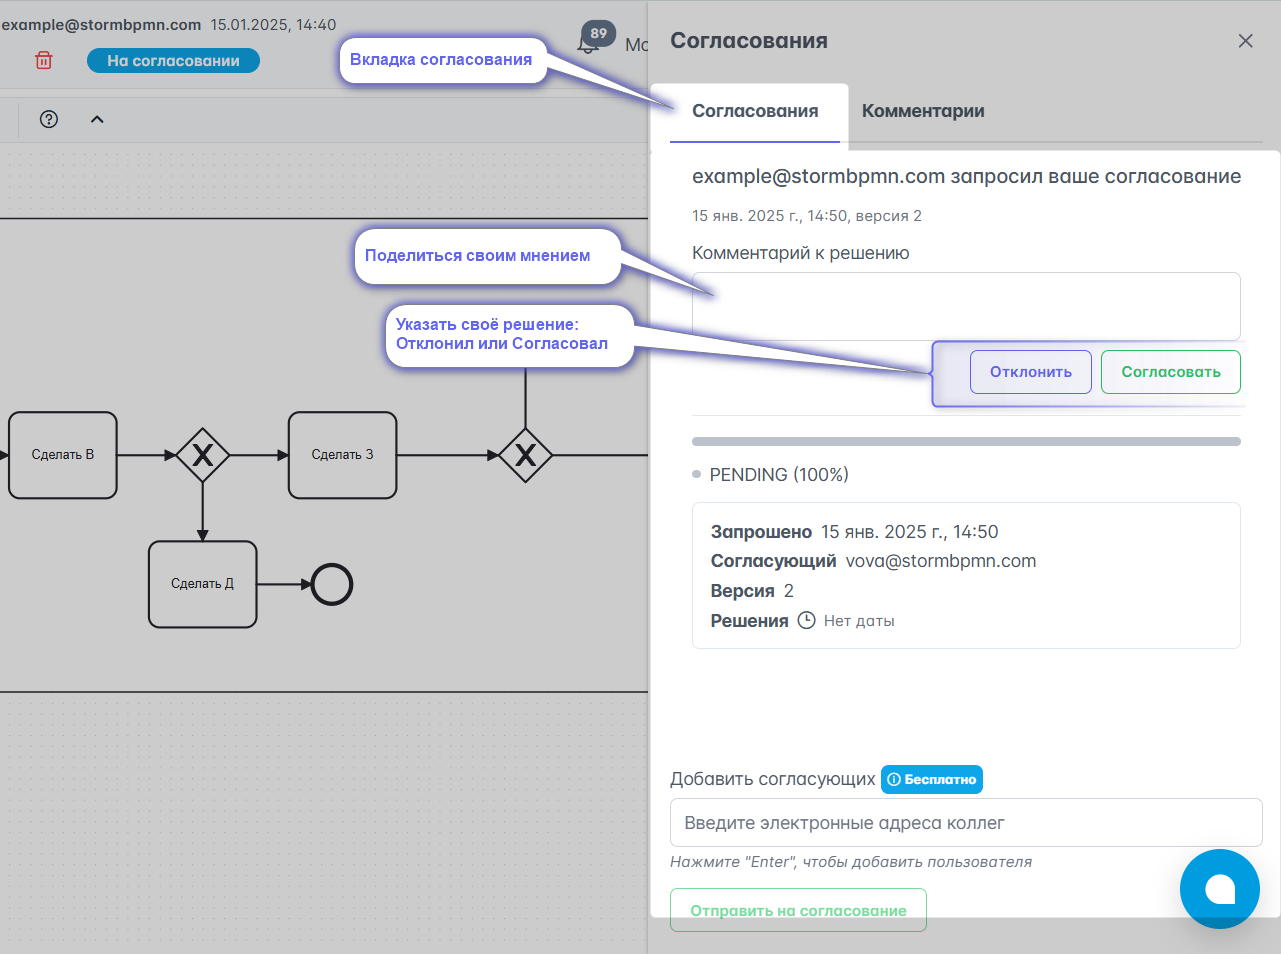 example@stormbpmn.com 15.01.2025, 14:40
На согласовании
89
Вкладка согласования
Согласования
Согласования
Комментарии
example@stormbpmn.com запросил ваше согласование
15 янв. 2025 г., 14:50, версия 2
Поделиться своим мнением
Комментарий к решению
Указать своё решение:
Отклонил или Согласовал
Отклонить
Согласовать
Сделать В
X
Сделать З
X
Сделать Д
PENDING (100%)
Запрошено 15 янв. 2025 г., 14:50
Согласующий vova@stormbpmn.com
Версия 2
Решения Нет даты
Добавить согласующих Бесплатно
Введите электронные адреса коллег
Нажмите "Enter", чтобы добавить пользователя
Отправить на согласование